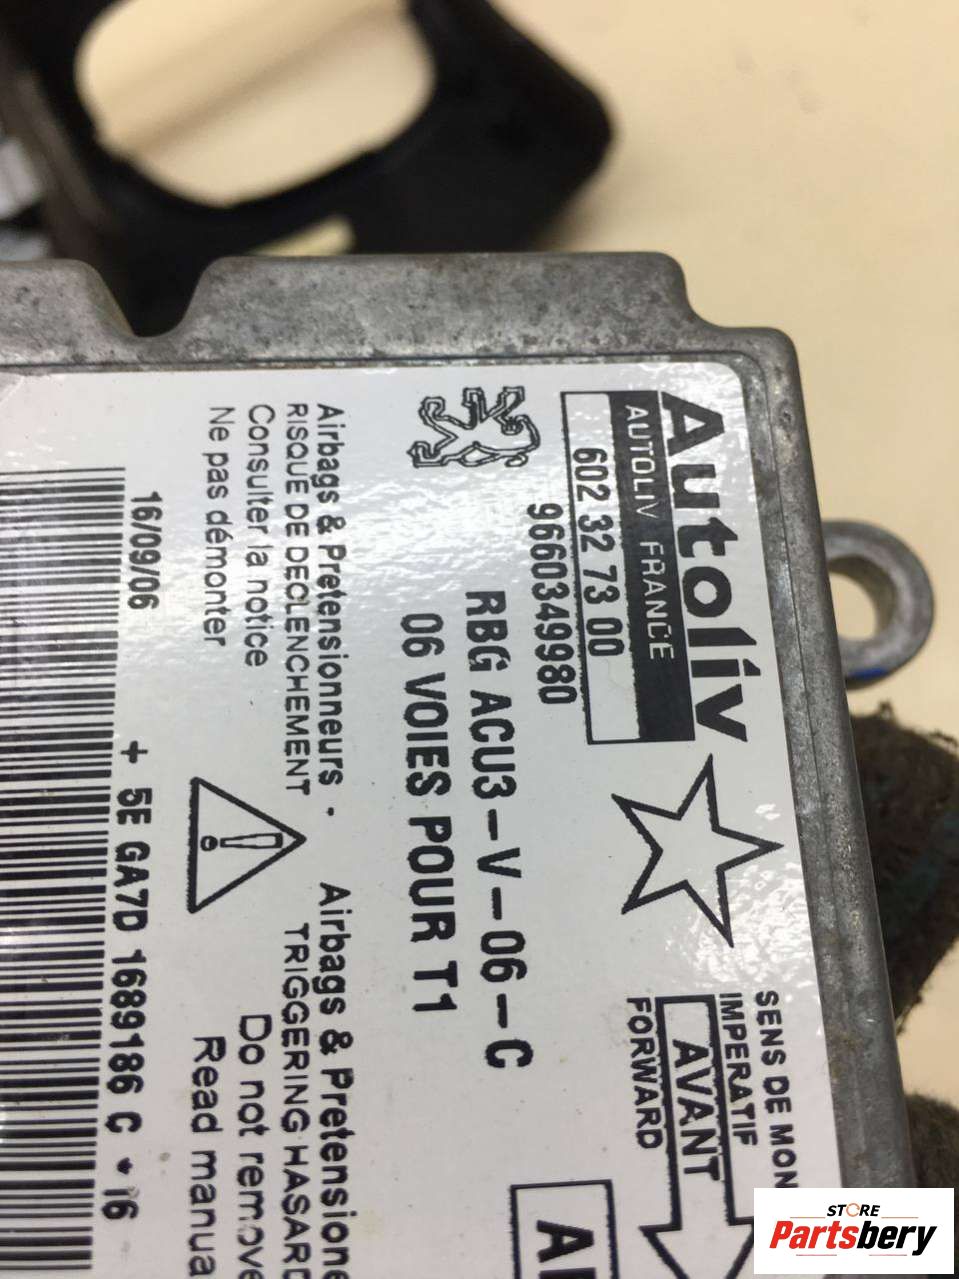 Autoliv
AUTOLIV FRANCE
602 32 73 00
9660349980
RBG ACU3-V-06-C
06 VOIES POUR T1
SENS DE MON
IMPERATIF
AVANT
FORWARD
Airbags & Pretensionneurs -
RISQUE DE DECLENCHEMENT
Consulter la notice
Ne pas démonter
Airbags & Pretensione
TRIGGERING HASARD
Do not remove
Read manua
16/09/06
+ 5E GA7D 1689186 C * 16
STORE
Partsbery